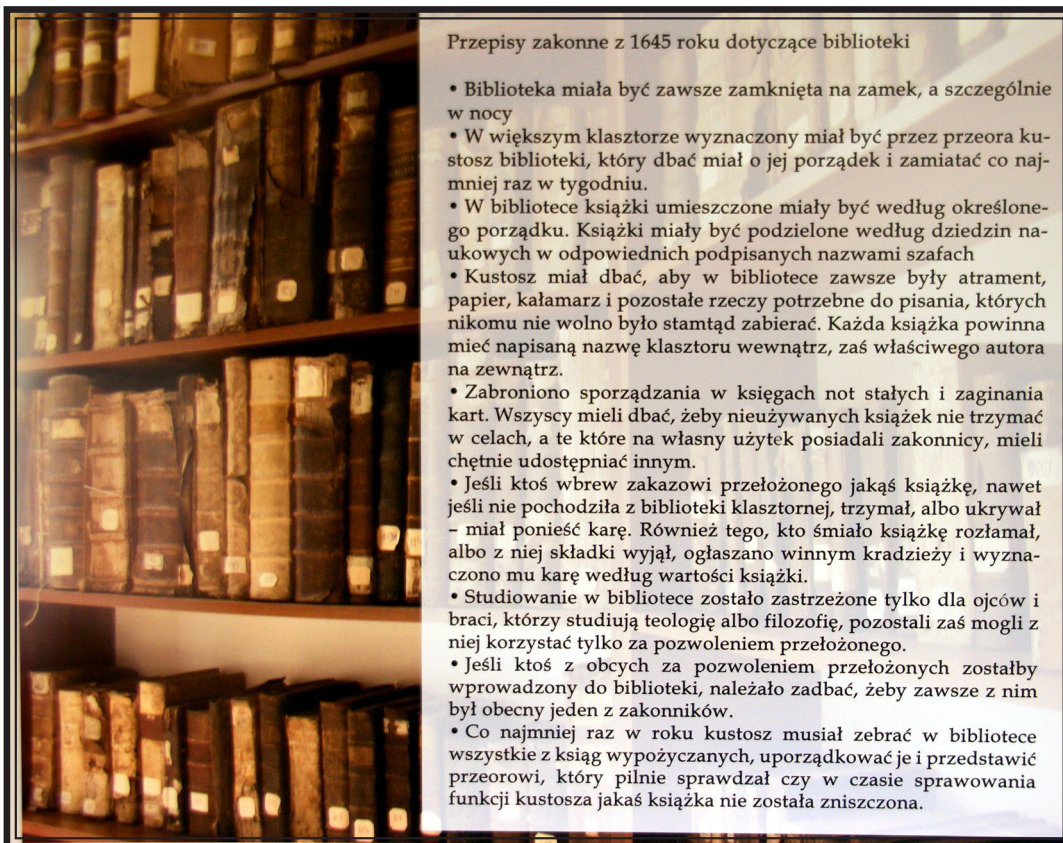 Przepisy zakonne z 1645 roku dotyczące biblioteki
• Biblioteka miała być zawsze zamknięta na zamek, a szczególnie
w nocy
• W większym klasztorze wyznaczony miał być przez przeora ku-
stosz biblioteki, który dbać miał o jej porządek i zamiatać co naj-
mniej raz w tygodniu.
• W bibliotece książki umieszczone miały być według określone-
go porządku. Książki miały być podzielone według dziedzin na-
ukowych w odpowiednich podpisanych nazwami szafach
• Kustosz miał dbać, aby w bibliotece zawsze były atrament,
papier, kałamarz i pozostałe rzeczy potrzebne do pisania, których
nikomu nie wolno było stamtąd zabierać. Każda książka powinna
mieć napisaną nazwę klasztoru wewnątrz, zaś właściwego autora
na zewnątrz.
• Zabroniono sporządzania w księgach not stałych i zaginania
kart. Wszyscy mieli dbać, żeby nieużywanych książek nie trzymać
w celach, a te które na własny użytek posiadali zakonnicy, mieli
chętnie udostępniać innym.
• Jeśli ktoś wbrew zakazowi przełożonego jakąś książkę, nawet
jeśli nie pochodziła z biblioteki klasztornej, trzymał, albo ukrywał
– miał ponieść karę. Również tego, kto śmiało książkę rozłamał,
albo z niej składki wyjął, ogłaszano winnym kradzieży i wyzna-
czono mu karę według wartości książki.
• Studiowanie w bibliotece zostało zastrzeżone tylko dla ojców i
braci, którzy studiują teologię albo filozofię, pozostali zaś mogli z
niej korzystać tylko za pozwoleniem przełożonego.
• Jeśli ktoś z obcych za pozwoleniem przełożonych zostałby
wprowadzony do biblioteki, należało zadbać, żeby zawsze z nim
był obecny jeden z zakonników.
• Co najmniej raz w roku kustosz musiał zebrać w bibliotece
wszystkie z ksiąg wypożyczanych, uporządkować je i przedstawić
przeorowi, który pilnie sprawdzał czy w czasie sprawowania
funkcji kustosza jakaś książka nie została zniszczona.